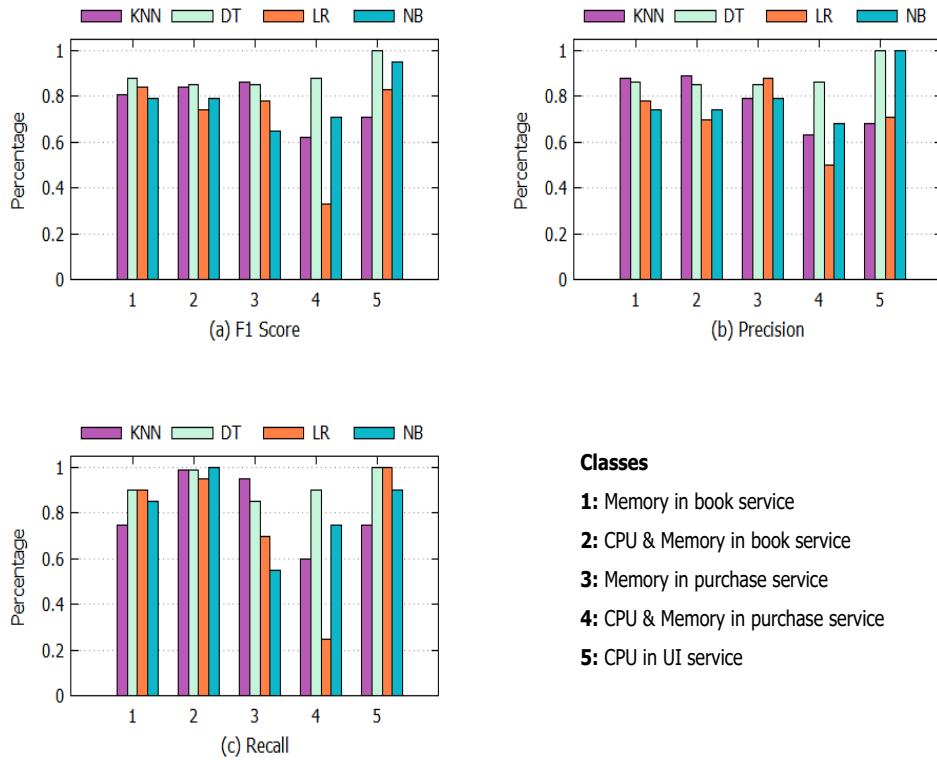 KNN DT LR NB
Percentage
1
0.8
0.6
0.4
0.2
0
1 2 3 4 5
(a) F1 Score
KNN DT LR NB
Percentage
1
0.8
0.6
0.4
0.2
0
1 2 3 4 5
(b) Precision
KNN DT LR NB
Percentage
1
0.8
0.6
0.4
0.2
0
1 2 3 4 5
(c) Recall
Classes
1: Memory in book service
2: CPU & Memory in book service
3: Memory in purchase service
4: CPU & Memory in purchase service
5: CPU in UI service